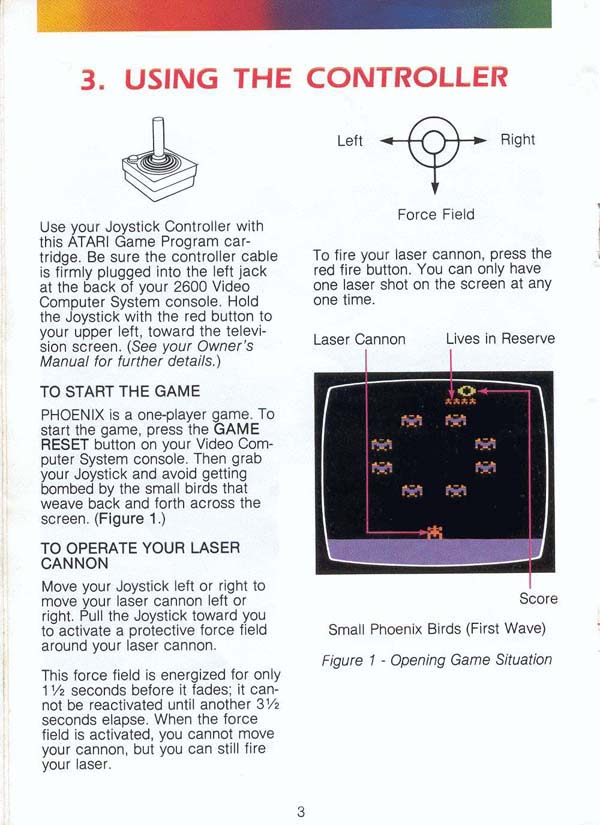 3. USING THE CONTROLLER
Use your Joystick Controller with
this ATARI Game Program car-
tridge. Be sure the controller cable
is firmly plugged into the left jack
at the back of your 2600 Video
Computer System console. Hold
the Joystick with the red button to
your upper left, toward the televi-
sion screen. (See your Owner's
Manual for further details.)
TO START THE GAME
PHOENIX is a one-player game. To
start the game, press the GAME
RESET button on your Video Com-
puter System console. Then grab
your Joystick and avoid getting
bombed by the small birds that
weave back and forth across the
screen. (Figure 1.)
TO OPERATE YOUR LASER
CANNON
Move your Joystick left or right to
move your laser cannon left or
right. Pull the Joystick toward you
to activate a protective force field
around your laser cannon.
This force field is energized for only
1½ seconds before it fades; it can-
not be reactivated until another 3½
seconds elapse. When the force
field is activated, you cannot move
your cannon, but you can still fire
your laser.
Left Right
Force Field
To fire your laser cannon, press the
red fire button. You can only have
one laser shot on the screen at any
one time.
Laser Cannon Lives in Reserve
Score
Small Phoenix Birds (First Wave)
Figure 1 - Opening Game Situation
3